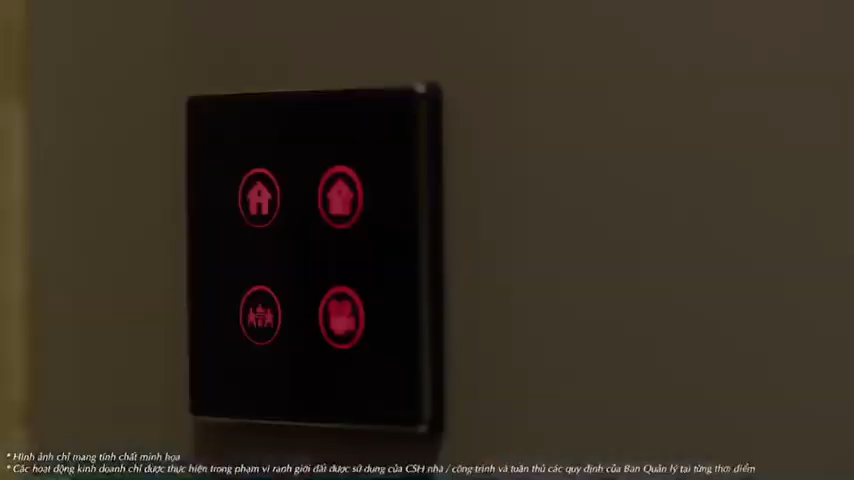 * Hình ảnh chỉ mang tính chất minh họa
* Các hoạt động kinh doanh chỉ được thực hiện trong phạm vi ranh giới đất được sử dụng của CSH nhà / công trình và tuân thủ các quy định của Ban Quản lý tại từng thời điểm